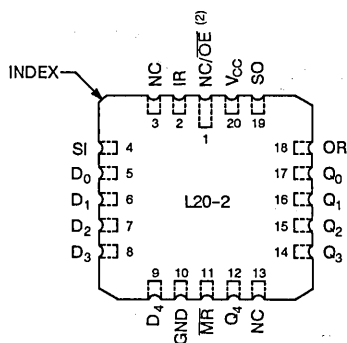 INDEX
NC
IR
NC/O̅E̅ (2)
VCC
SO
3
2
1
20
19
SI 4
D0 5
D1 6
D2 7
D3 8
18 OR
17 Q0
16 Q1
15 Q2
14 Q3
L20-2
9
10
11
12
13
D4
GND
M̅R̅
Q4
NC